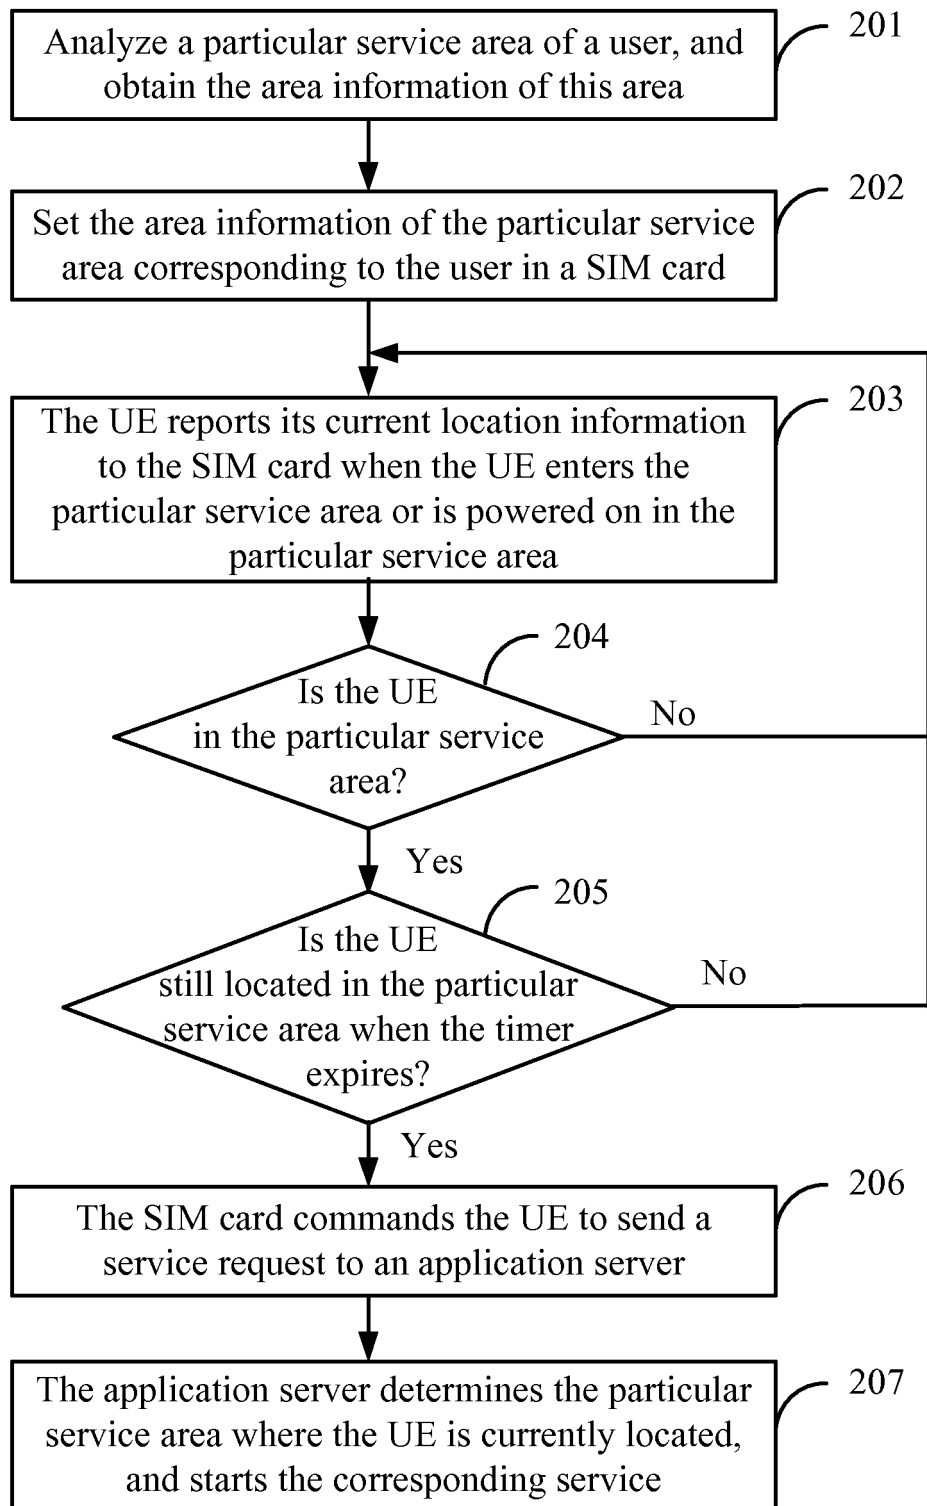 Analyze a particular service area of a user, and
obtain the area information of this area
201
Set the area information of the particular service
area corresponding to the user in a SIM card
202
The UE reports its current location information
to the SIM card when the UE enters the
particular service area or is powered on in the
particular service area
203
Is the UE
in the particular service
area?
204
No
Yes
Is the UE
still located in the particular
service area when the timer
expires?
205
No
Yes
The SIM card commands the UE to send a
service request to an application server
206
The application server determines the particular
service area where the UE is currently located,
and starts the corresponding service
207